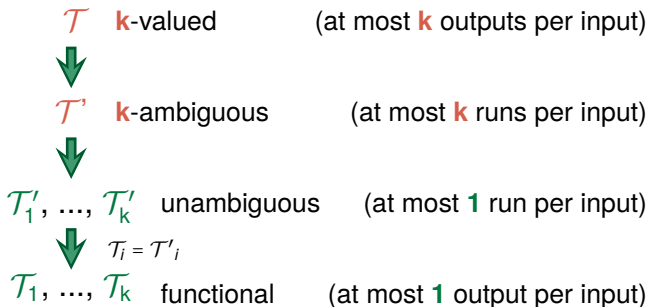 𝒯 k-valued (at most k outputs per input)
𝒯' k-ambiguous (at most k runs per input)
𝒯'₁, ..., 𝒯'ₖ unambiguous (at most 1 run per input)
𝒯ᵢ = 𝒯'ᵢ
𝒯₁, ..., 𝒯ₖ functional (at most 1 output per input)